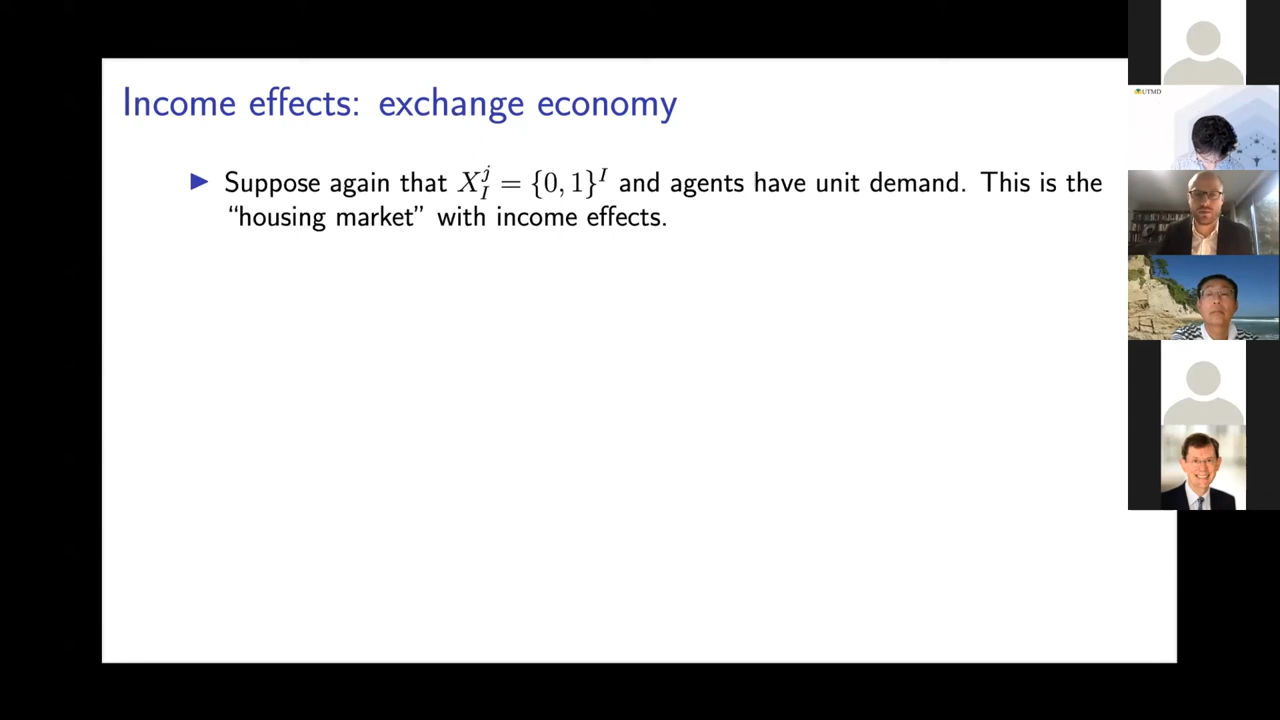 Income effects: exchange economy
▶ Suppose again that $X_I^j = \{0, 1\}^I$ and agents have unit demand. This is the
“housing market” with income effects.
UTMD